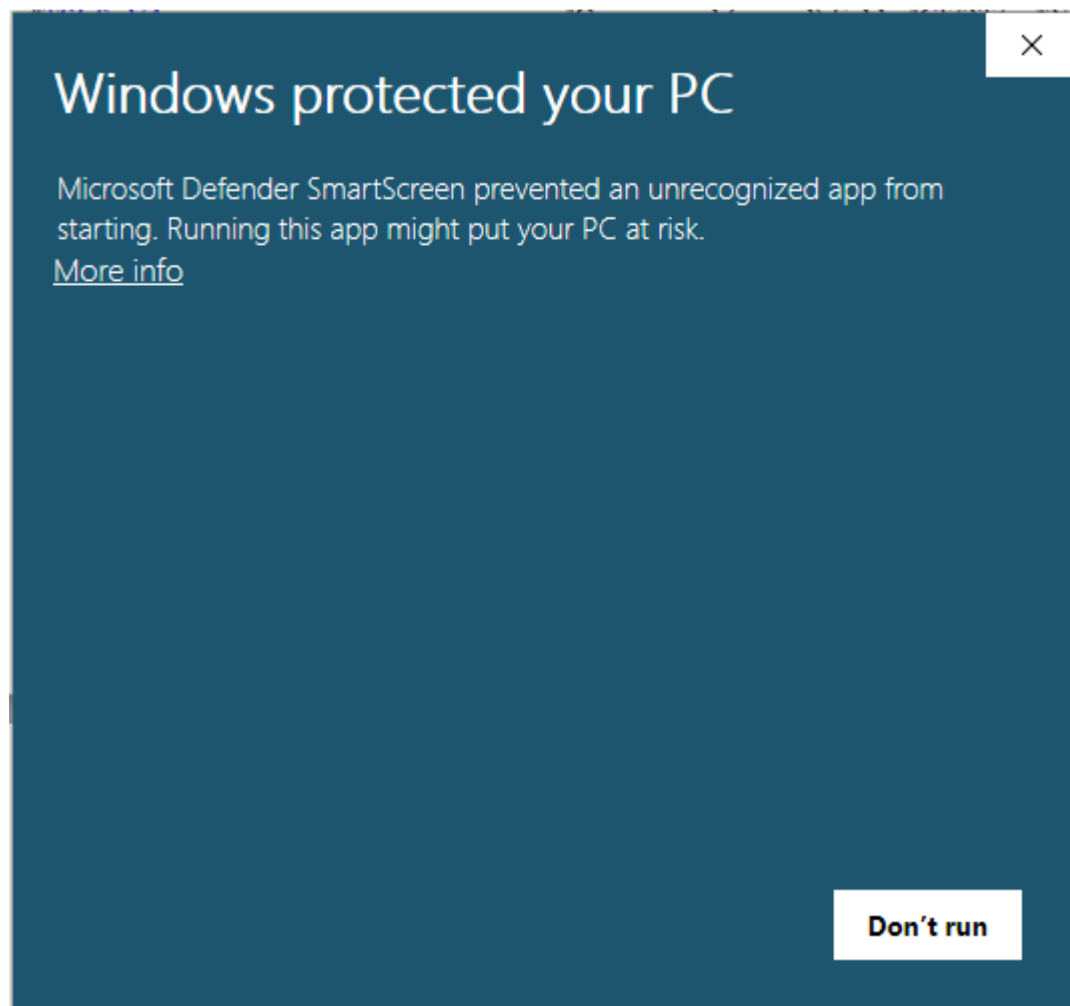 Windows protected your PC
Microsoft Defender SmartScreen prevented an unrecognized app from
starting. Running this app might put your PC at risk.
More info
Don’t run